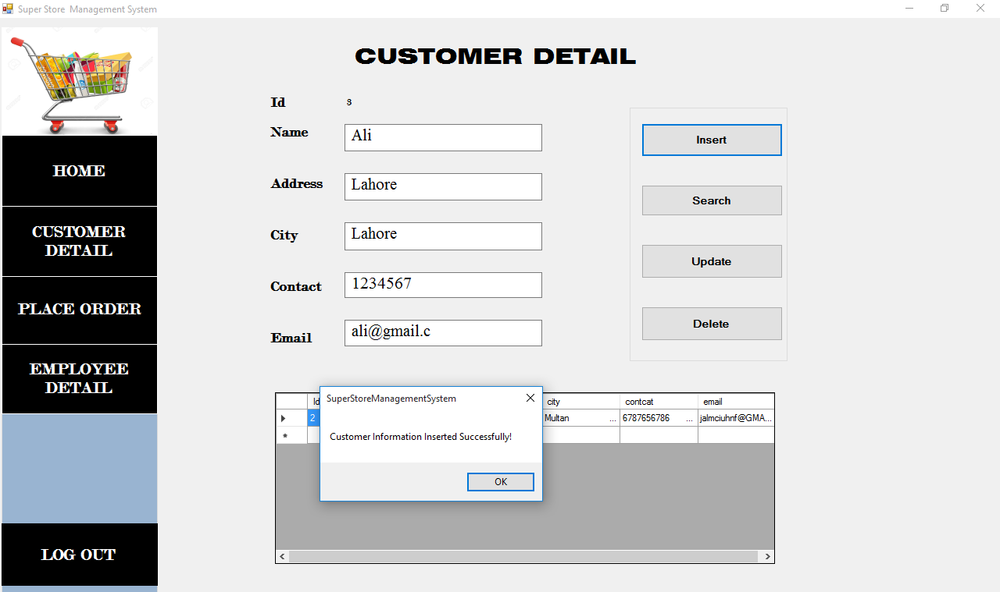 Super Store Management System
CUSTOMER DETAIL
Id 3
Name Ali
Address Lahore
City Lahore
Contact 1234567
Email ali@gmail.c
Insert
Search
Update
Delete
HOME
CUSTOMER
DETAIL
PLACE ORDER
EMPLOYEE
DETAIL
LOG OUT
Id city contcat email
2 Multan ... 6787656786 ... jalmciuhnf@GMA...
SuperStoreManagementSystem
Customer Information Inserted Successfully!
OK